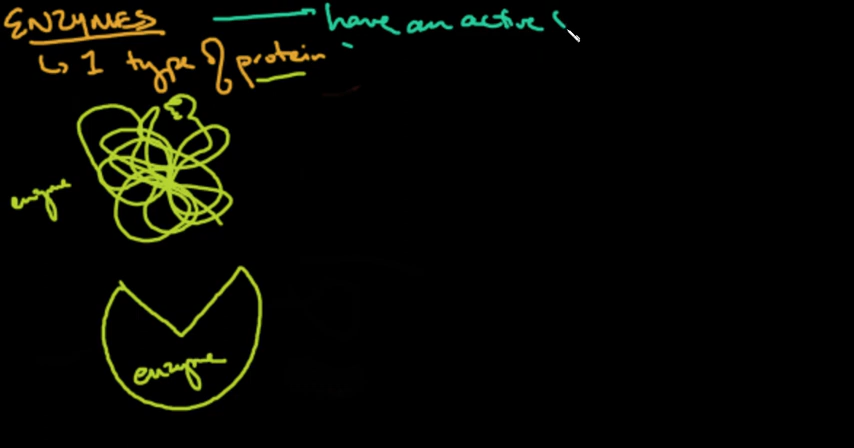 ENZYMES → have an active
↳ 1 type of protein
enzyme
enzyme